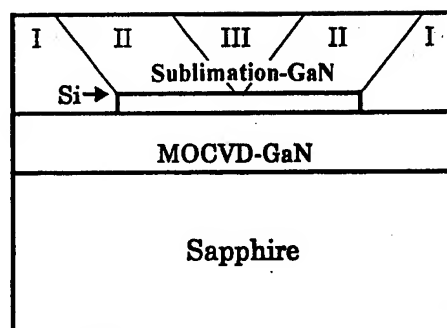 I II III II I
Sublimation-GaN
Si
MOCVD-GaN
Sapphire